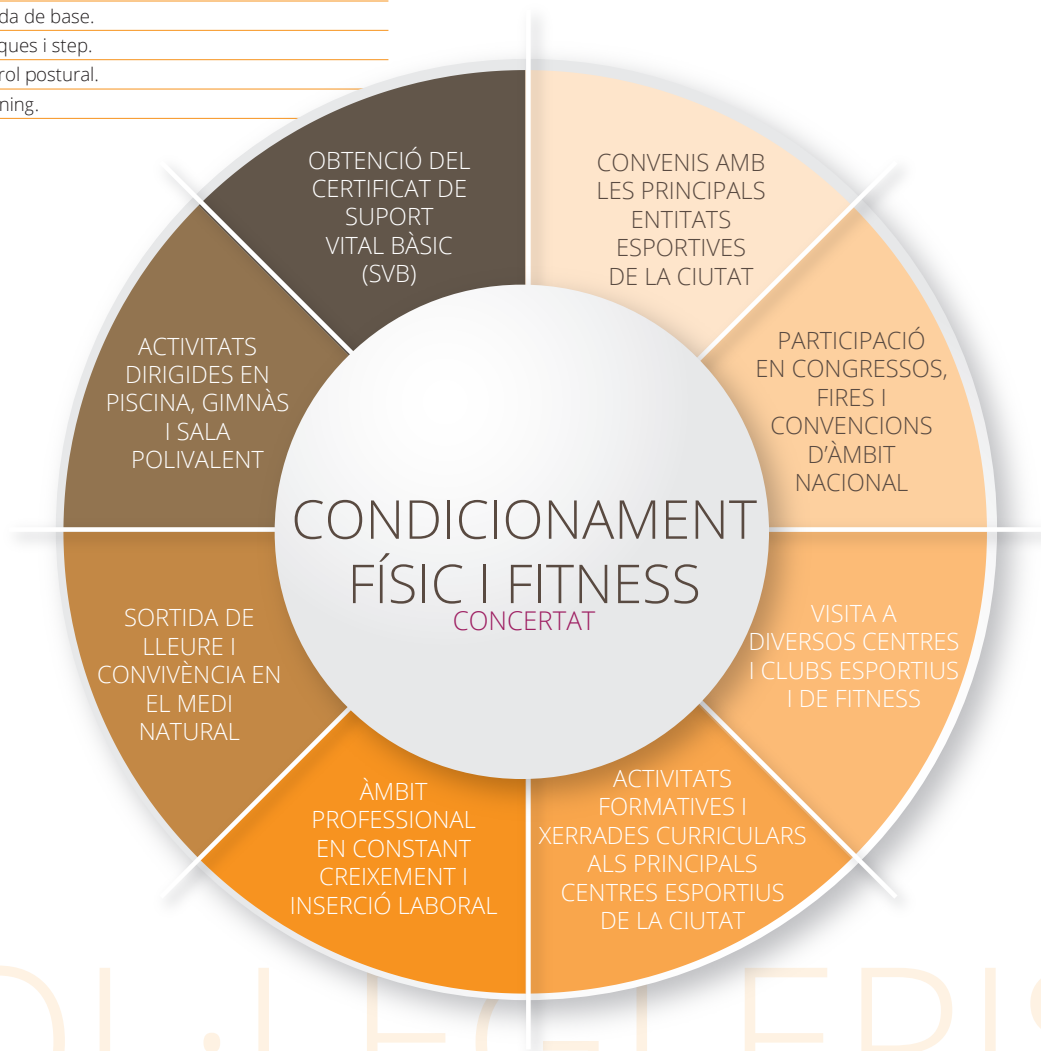 da de base.
ques i step.
rol postural.
ning.
OBTENCIÓ DEL
CERTIFICAT DE
SUPORT
VITAL BÀSIC
(SVB)
CONVENIS AMB
LES PRINCIPALS
ENTITATS
ESPORTIVES
DE LA CIUTAT
PARTICIPACIÓ
EN CONGRESSOS,
FIRES I
CONVENCIONS
D'ÀMBIT
NACIONAL
VISITA A
DIVERSOS CENTRES
I CLUBS ESPORTIUS
I DE FITNESS
ACTIVITATS
FORMATIVES I
XERRADES CURRICULARS
ALS PRINCIPALS
CENTRES ESPORTIUS
DE LA CIUTAT
ÀMBIT
PROFESSIONAL
EN CONSTANT
CREIXEMENT I
INSERCIÓ LABORAL
SORTIDA DE
LLEURE I
CONVIVÈNCIA EN
EL MEDI
NATURAL
ACTIVITATS
DIRIGIDES EN
PISCINA, GIMNÀS
I SALA
POLIVALENT
CONDICIONAMENT
FÍSIC I FITNESS
CONCERTAT